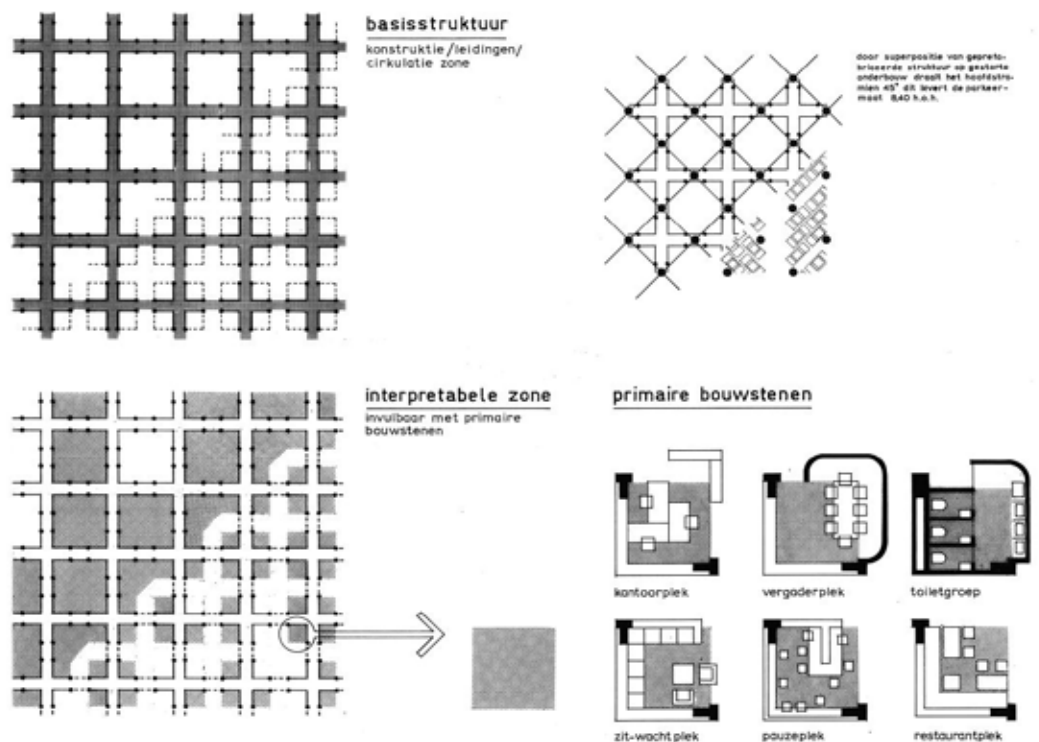 basisstruktuur
konstruktie/leidingen/
cirkulatie zone
door superpositie van geprefa-
briceerde struktuur op gestorte
onderbouw draait het hoofdstra-
mien 45° dit levert de parkeer-
maat 8,40 h.o.h.
interpretabele zone
invulbaar met primaire
bouwstenen
primaire bouwstenen
kantoorplek
vergaderplek
toiletgroep
zit-wachtplek
pauzeplek
restaurantplek